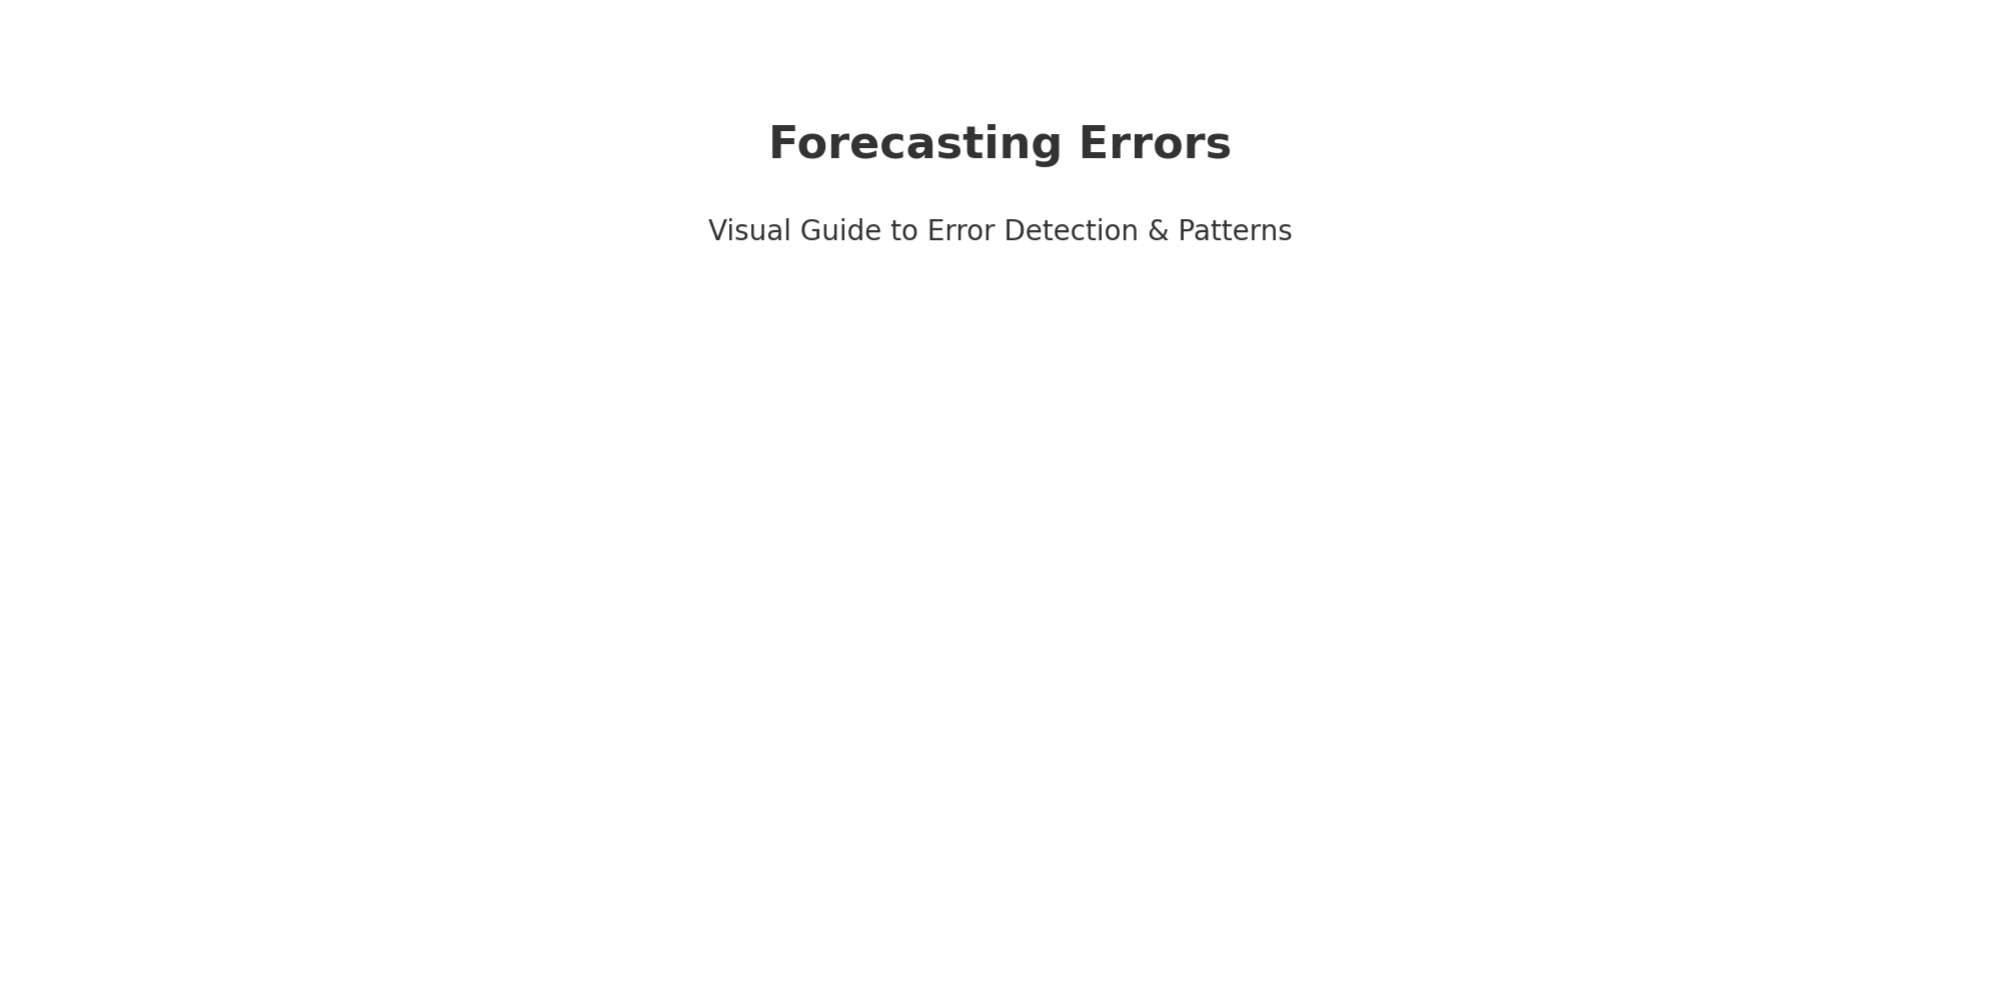 Forecasting Errors
Visual Guide to Error Detection & Patterns